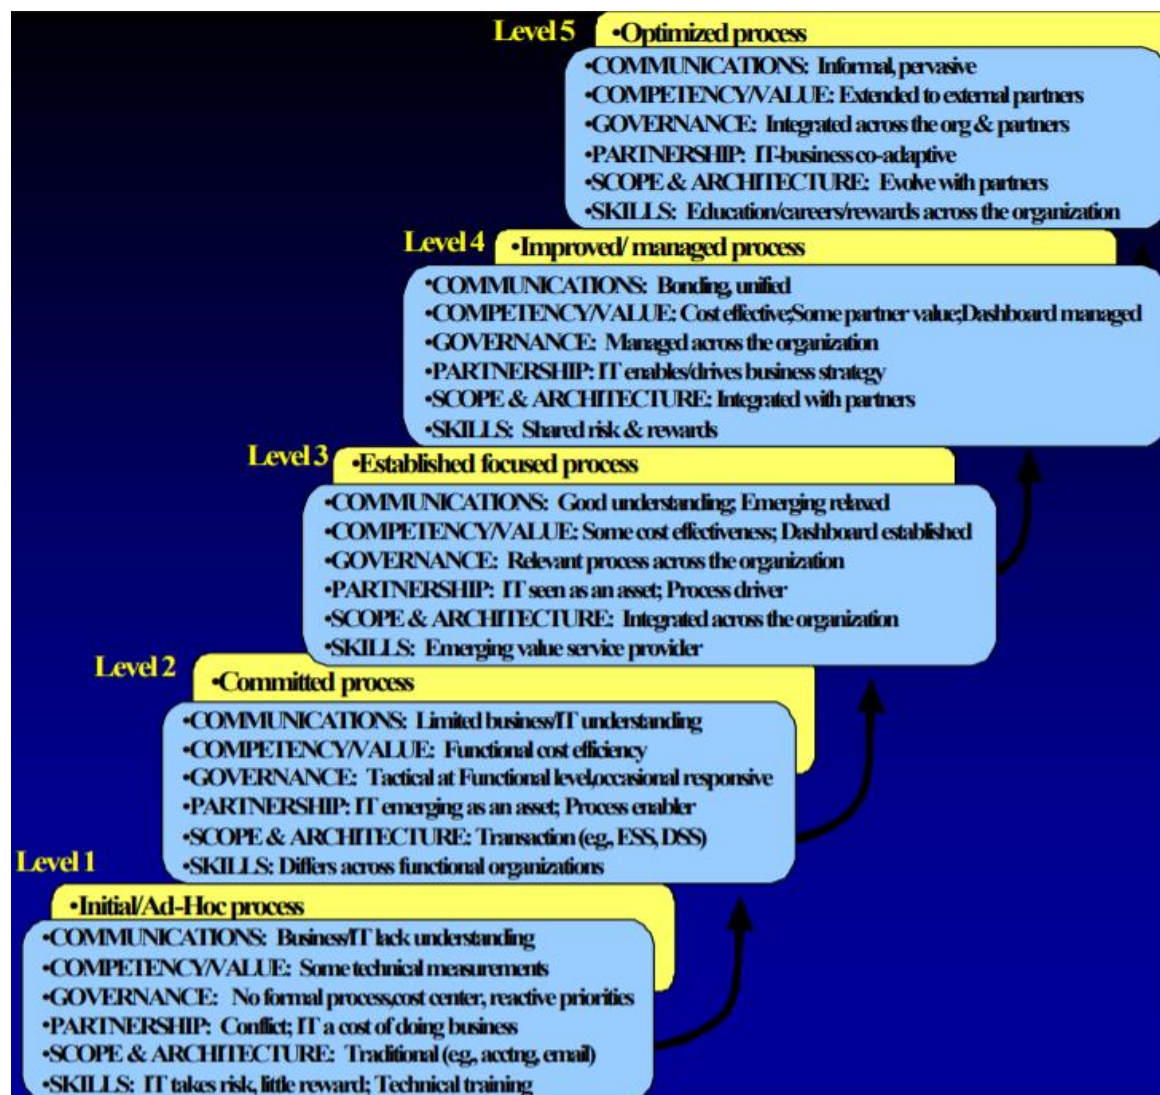 Level 5
•Optimized process
•COMMUNICATIONS: Informal, pervasive
•COMPETENCY/VALUE: Extended to external partners
•GOVERNANCE: Integrated across the org & partners
•PARTNERSHIP: IT-business co-adaptive
•SCOPE & ARCHITECTURE: Evolve with partners
•SKILLS: Education/careers/rewards across the organization
Level 4
•Improved/ managed process
•COMMUNICATIONS: Bonding, unified
•COMPETENCY/VALUE: Cost effective;Some partner value;Dashboard managed
•GOVERNANCE: Managed across the organization
•PARTNERSHIP: IT enables/drives business strategy
•SCOPE & ARCHITECTURE: Integrated with partners
•SKILLS: Shared risk & rewards
Level 3
•Established focused process
•COMMUNICATIONS: Good understanding; Emerging relaxed
•COMPETENCY/VALUE: Some cost effectiveness; Dashboard established
•GOVERNANCE: Relevant process across the organization
•PARTNERSHIP: IT seen as an asset; Process driver
•SCOPE & ARCHITECTURE: Integrated across the organization
•SKILLS: Emerging value service provider
Level 2
•Committed process
•COMMUNICATIONS: Limited business/IT understanding
•COMPETENCY/VALUE: Functional cost efficiency
•GOVERNANCE: Tactical at Functional level,occasional responsive
•PARTNERSHIP: IT emerging as an asset; Process enabler
•SCOPE & ARCHITECTURE: Transaction (e.g., ESS, DSS)
•SKILLS: Differs across functional organizations
Level 1
•Initial/Ad-Hoc process
•COMMUNICATIONS: Business/IT lack understanding
•COMPETENCY/VALUE: Some technical measurements
•GOVERNANCE: No formal process,cost center, reactive priorities
•PARTNERSHIP: Conflict; IT a cost of doing business
•SCOPE & ARCHITECTURE: Traditional (e.g., acctng, email)
•SKILLS: IT takes risk, little reward; Technical training